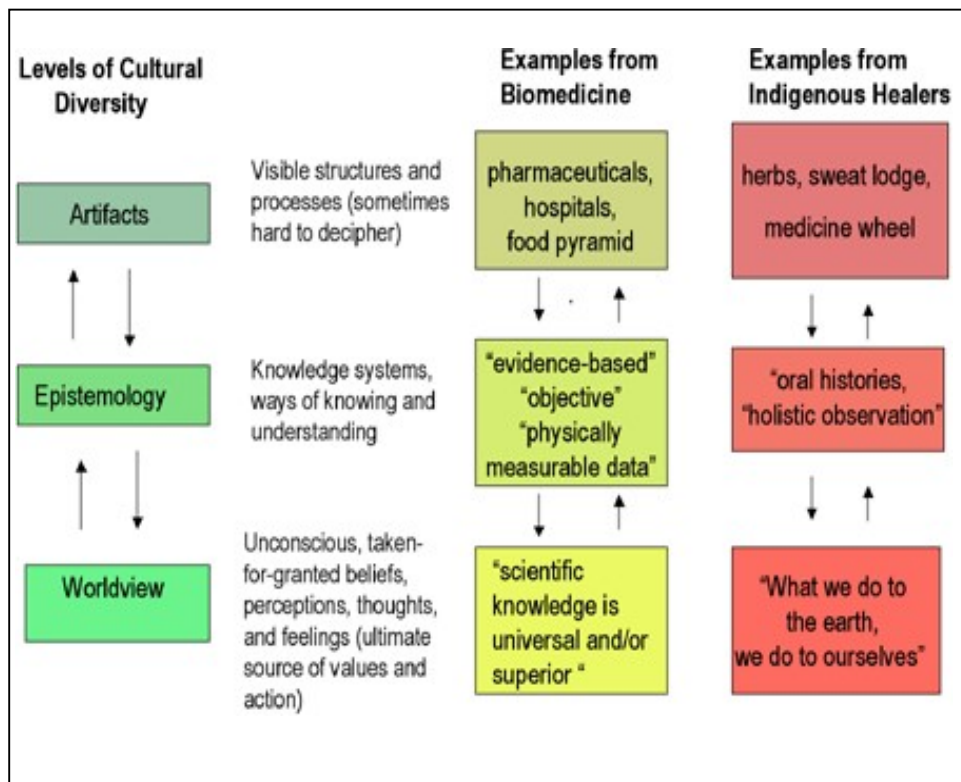 Levels of Cultural
Diversity
Examples from
Biomedicine
Examples from
Indigenous Healers
Artifacts
Visible structures and
processes (sometimes
hard to decipher)
pharmaceuticals,
hospitals,
food pyramid
herbs, sweat lodge,
medicine wheel
Epistemology
Knowledge systems,
ways of knowing and
understanding
“evidence-based”
“objective”
“physically
measurable data”
“oral histories,
“holistic observation”
Worldview
Unconscious, taken-
for-granted beliefs,
perceptions, thoughts,
and feelings (ultimate
source of values and
action)
“scientific
knowledge is
universal and/or
superior “
“What we do to
the earth,
we do to ourselves”